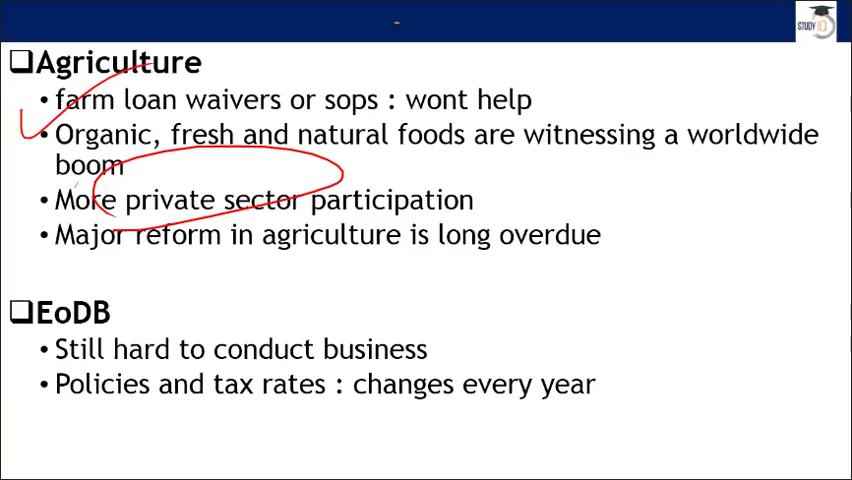 -
STUDY IQ
❑Agriculture
• farm loan waivers or sops : wont help
• Organic, fresh and natural foods are witnessing a worldwide
boom
• More private sector participation
• Major reform in agriculture is long overdue
❑EoDB
• Still hard to conduct business
• Policies and tax rates : changes every year